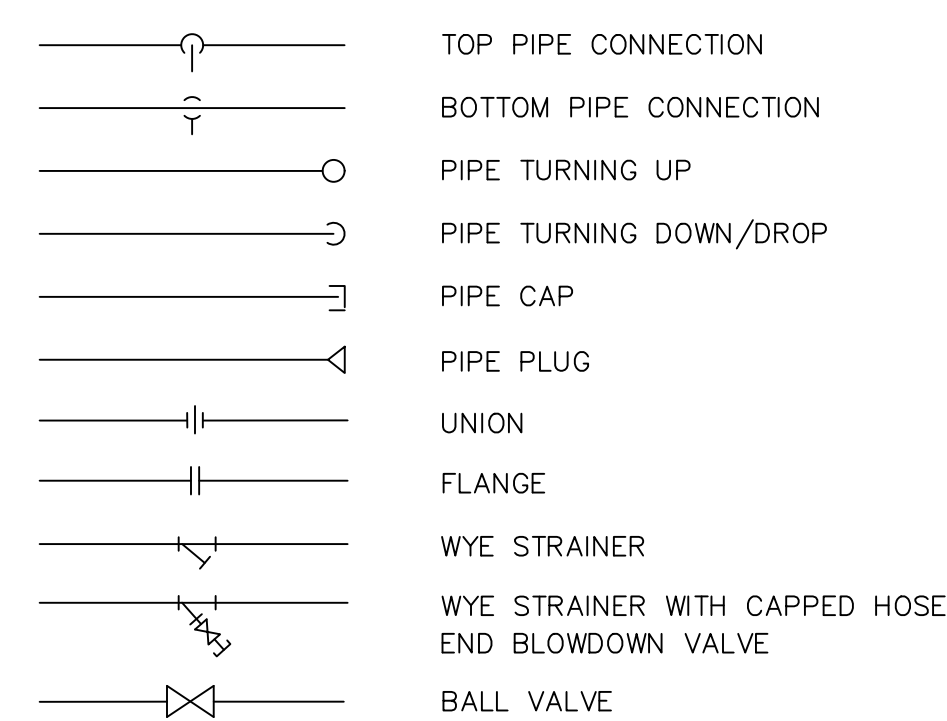 TOP PIPE CONNECTION
BOTTOM PIPE CONNECTION
PIPE TURNING UP
PIPE TURNING DOWN/DROP
PIPE CAP
PIPE PLUG
UNION
FLANGE
WYE STRAINER
WYE STRAINER WITH CAPPED HOSE
END BLOWDOWN VALVE
BALL VALVE